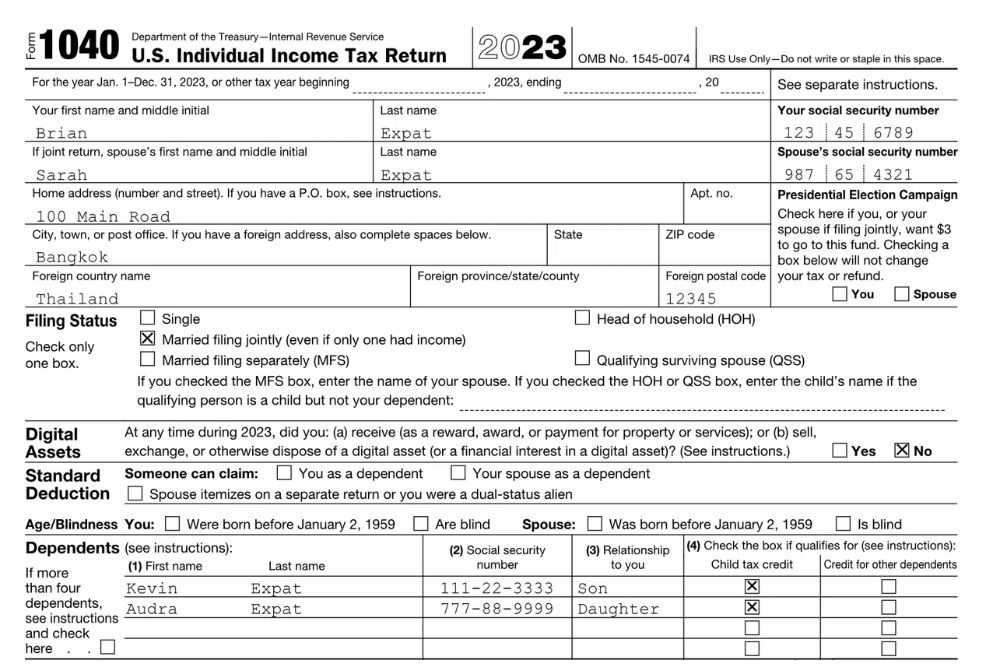 Form 1040 Department of the Treasury—Internal Revenue Service
U.S. Individual Income Tax Return 2023 OMB No. 1545-0074 IRS Use Only—Do not write or staple in this space.
For the year Jan. 1–Dec. 31, 2023, or other tax year beginning , 2023, ending , 20 See separate instructions.
Your first name and middle initial Last name Your social security number
Brian Expat 123 45 6789
If joint return, spouse's first name and middle initial Last name Spouse's social security number
Sarah Expat 987 65 4321
Home address (number and street). If you have a P.O. box, see instructions. Apt. no.
100 Main Road
City, town, or post office. If you have a foreign address, also complete spaces below. State ZIP code
Bangkok
Foreign country name Foreign province/state/county Foreign postal code
Thailand 12345
Presidential Election Campaign
Check here if you, or your
spouse if filing jointly, want $3
to go to this fund. Checking a
box below will not change
your tax or refund.
You Spouse
Filing Status
Check only
one box.
Single Head of household (HOH)
Married filing jointly (even if only one had income)
Married filing separately (MFS) Qualifying surviving spouse (QSS)
If you checked the MFS box, enter the name of your spouse. If you checked the HOH or QSS box, enter the child's name if the
qualifying person is a child but not your dependent:
Digital
Assets
At any time during 2023, did you: (a) receive (as a reward, award, or payment for property or services); or (b) sell,
exchange, or otherwise dispose of a digital asset (or a financial interest in a digital asset)? (See instructions.) Yes No
Standard
Deduction
Someone can claim: You as a dependent Your spouse as a dependent
Spouse itemizes on a separate return or you were a dual-status alien
Age/Blindness You: Were born before January 2, 1959 Are blind Spouse: Was born before January 2, 1959 Is blind
Dependents (see instructions):
If more
than four
dependents,
see instructions
and check
here . .
(1) First name Last name
(2) Social security
number
(3) Relationship
to you
(4) Check the box if qualifies for (see instructions):
Child tax credit Credit for other dependents
Kevin Expat 111-22-3333 Son
Audra Expat 777-88-9999 Daughter